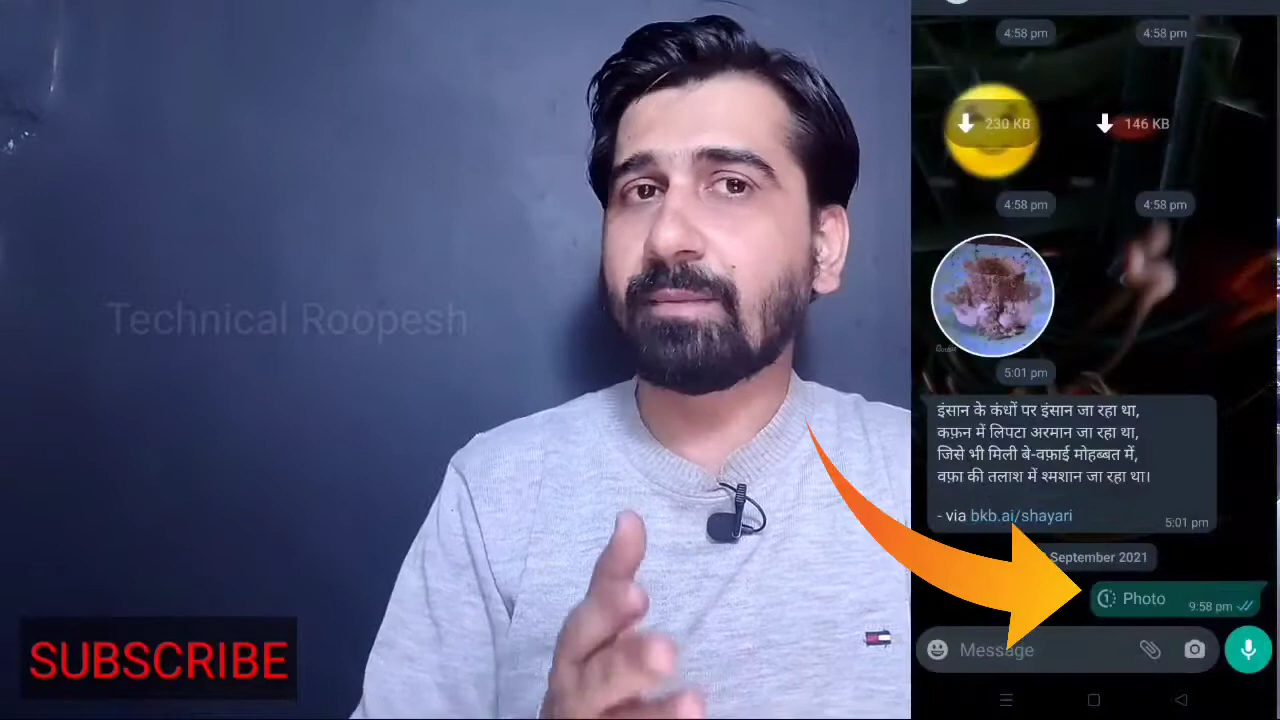 4:58 pm
4:58 pm
230 KB
146 KB
4:58 pm
4:58 pm
5:01 pm
Technical Roopesh
इंसान के कंधों पर इंसान जा रहा था,
कफ़न में लिपटा अरमान जा रहा था,
जिसे भी मिली बे-वफ़ाई मोहब्बत में,
वफ़ा की तलाश में श्मशान जा रहा था।
- via bkb.ai/shayari
5:01 pm
September 2021
1 Photo
9:58 pm
Message
SUBSCRIBE